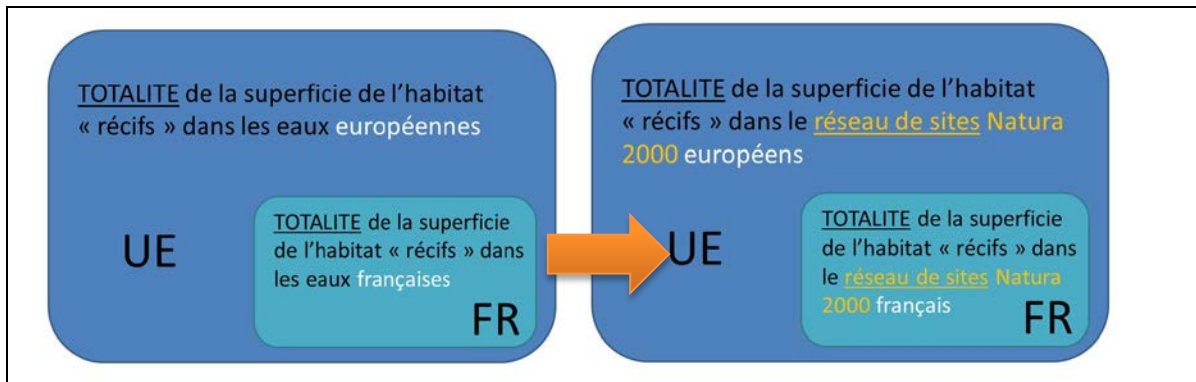 TOTALITE de la superficie de l’habitat
« récifs » dans les eaux européennes
UE
TOTALITE de la superficie
de l’habitat « récifs » dans
les eaux françaises
FR
TOTALITE de la superficie de l’habitat
« récifs » dans le réseau de sites Natura
2000 européens
UE
TOTALITE de la superficie
de l’habitat « récifs » dans
le réseau de sites Natura
2000 français
FR